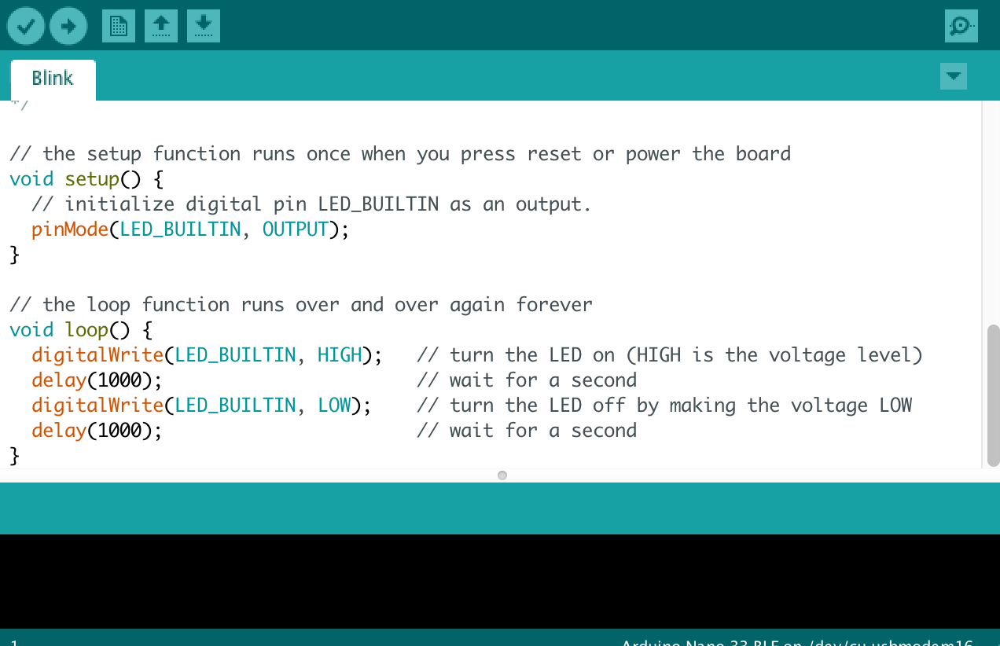 Blink
*/
// the setup function runs once when you press reset or power the board
void setup() {
  // initialize digital pin LED_BUILTIN as an output.
  pinMode(LED_BUILTIN, OUTPUT);
}
// the loop function runs over and over again forever
void loop() {
  digitalWrite(LED_BUILTIN, HIGH);   // turn the LED on (HIGH is the voltage level)
  delay(1000);                       // wait for a second
  digitalWrite(LED_BUILTIN, LOW);    // turn the LED off by making the voltage LOW
  delay(1000);                       // wait for a second
}
1 Arduino Nano 33 BLE on /dev/cu.usbmodem16